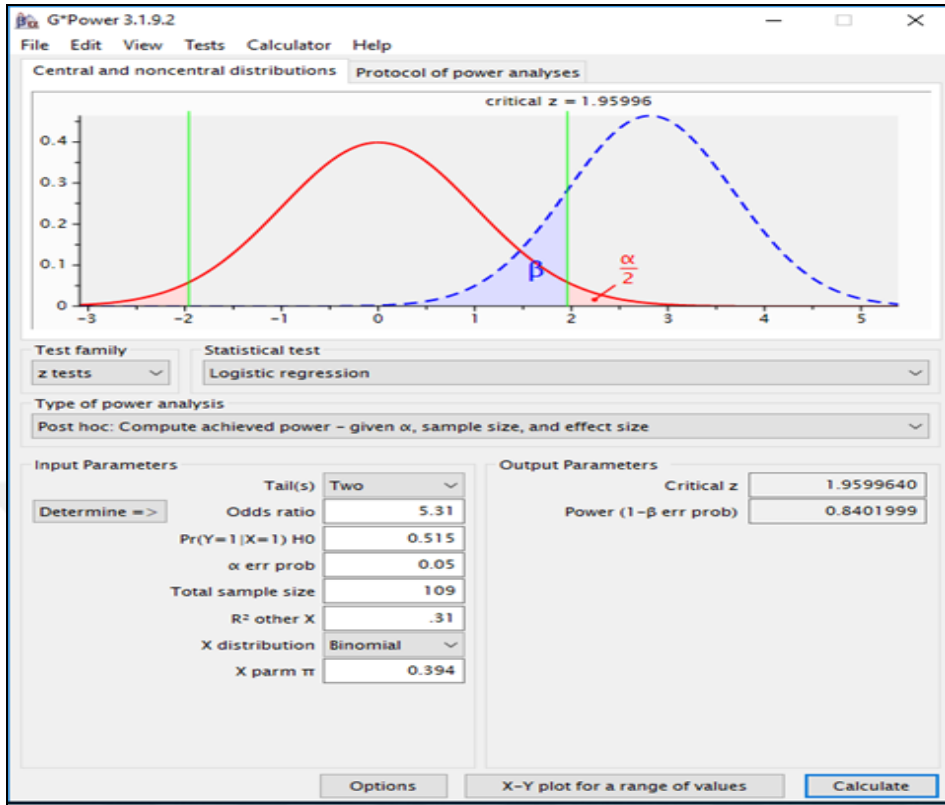 G*Power 3.1.9.2
File Edit View Tests Calculator Help
Central and noncentral distributions Protocol of power analyses
critical z = 1.95996
0.4
0.3
0.2
0.1
0
β
α
2
-3 -2 -1 0 1 2 3 4 5
Test family Statistical test
z tests Logistic regression
Type of power analysis
Post hoc: Compute achieved power – given α, sample size, and effect size
Input Parameters Output Parameters
Tail(s) Two Critical z 1.9599640
Determine => Odds ratio 5.31 Power (1-β err prob) 0.8401999
Pr(Y=1|X=1) H0 0.515
α err prob 0.05
Total sample size 109
R² other X .31
X distribution Binomial
X parm π 0.394
Options X-Y plot for a range of values Calculate